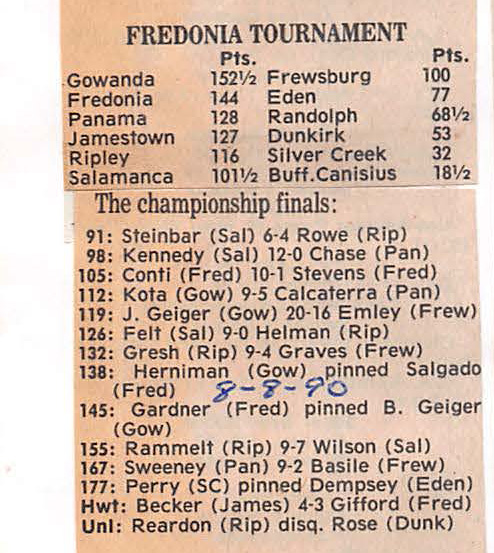 FREDONIA TOURNAMENT
Pts. Pts.
Gowanda 152½ Frewsburg 100
Fredonia 144 Eden 77
Panama 128 Randolph 68½
Jamestown 127 Dunkirk 53
Ripley 116 Silver Creek 32
Salamanca 101½ Buff.Canisius 18½
The championship finals:
91: Steinbar (Sal) 6-4 Rowe (Rip)
98: Kennedy (Sal) 12-0 Chase (Pan)
105: Conti (Fred) 10-1 Stevens (Fred)
112: Kota (Gow) 9-5 Calcaterra (Pan)
119: J. Geiger (Gow) 20-16 Emley (Frew)
126: Felt (Sal) 9-0 Helman (Rip)
132: Gresh (Rip) 9-4 Graves (Frew)
138: Herniman (Gow) pinned Salgado
(Fred) 8-8-90
145: Gardner (Fred) pinned B. Geiger
(Gow)
155: Rammelt (Rip) 9-7 Wilson (Sal)
167: Sweeney (Pan) 9-2 Basile (Frew)
177: Perry (SC) pinned Dempsey (Eden)
Hwt: Becker (James) 4-3 Gifford (Fred)
Unl: Reardon (Rip) disq. Rose (Dunk)